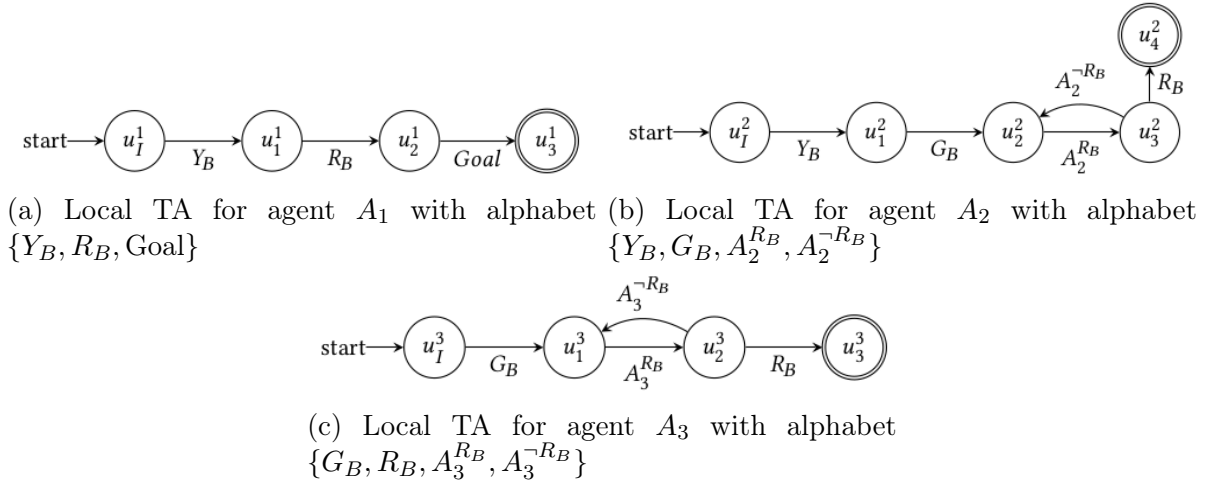 u_4^2
A_2^{¬R_B}
R_B
start u_I^1 u_1^1 u_2^1 u_3^1
Y_B R_B Goal
start u_I^2 u_1^2 u_2^2 u_3^2
Y_B G_B A_2^{R_B}
(a) Local TA for agent A_1 with alphabet
{Y_B, R_B, Goal}
(b) Local TA for agent A_2 with alphabet
{Y_B, G_B, A_2^{R_B}, A_2^{¬R_B}}
A_3^{¬R_B}
start u_I^3 u_1^3 u_2^3 u_3^3
G_B A_3^{R_B} R_B
(c) Local TA for agent A_3 with alphabet
{G_B, R_B, A_3^{R_B}, A_3^{¬R_B}}